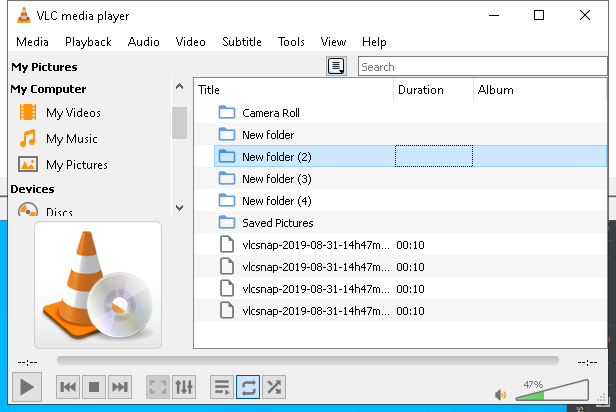 VLC media player
Media Playback Audio Video Subtitle Tools View Help
My Pictures
Search
My Computer
My Videos
My Music
My Pictures
Devices
Discs
Title Duration Album
Camera Roll
New folder
New folder (2)
New folder (3)
New folder (4)
Saved Pictures
vlcsnap-2019-08-31-14h47m... 00:10
vlcsnap-2019-08-31-14h47m... 00:10
vlcsnap-2019-08-31-14h47m... 00:10
vlcsnap-2019-08-31-14h47m... 00:10
--:-- --:--
47%